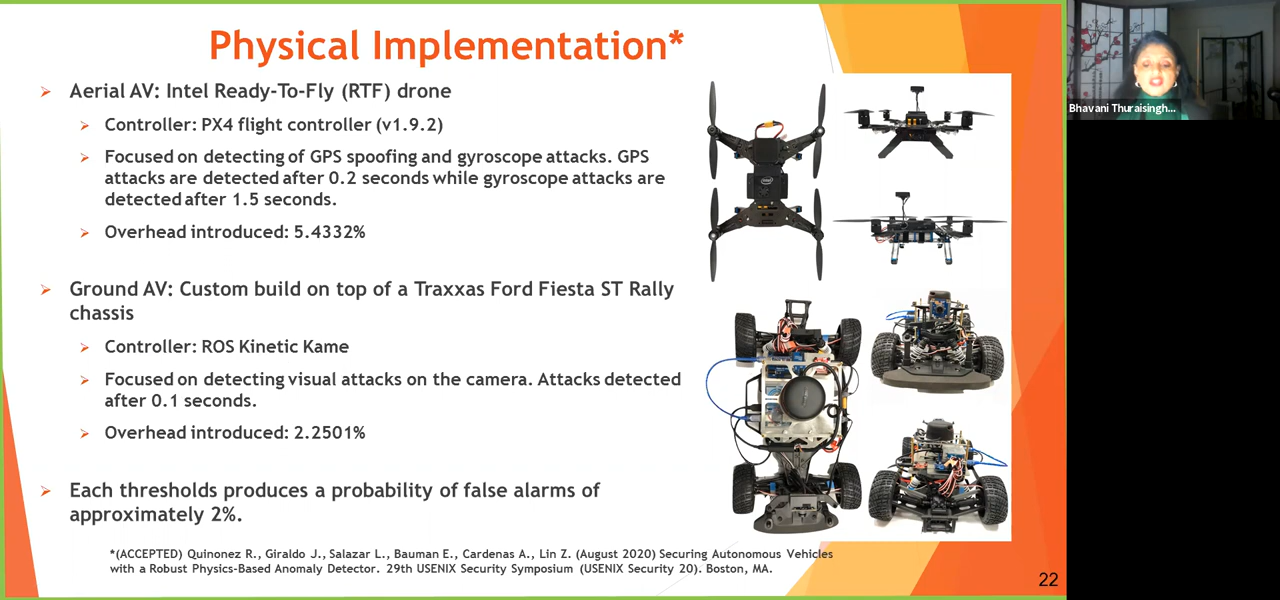 Physical Implementation*
Aerial AV: Intel Ready-To-Fly (RTF) drone
Controller: PX4 flight controller (v1.9.2)
Focused on detecting of GPS spoofing and gyroscope attacks. GPS
attacks are detected after 0.2 seconds while gyroscope attacks are
detected after 1.5 seconds.
Overhead introduced: 5.4332%
Ground AV: Custom build on top of a Traxxas Ford Fiesta ST Rally
chassis
Controller: ROS Kinetic Kame
Focused on detecting visual attacks on the camera. Attacks detected
after 0.1 seconds.
Overhead introduced: 2.2501%
Each thresholds produces a probability of false alarms of
approximately 2%.
*(ACCEPTED) Quinonez R., Giraldo J., Salazar L., Bauman E., Cardenas A., Lin Z. (August 2020) Securing Autonomous Vehicles
with a Robust Physics-Based Anomaly Detector. 29th USENIX Security Symposium (USENIX Security 20). Boston, MA.
22
intel
Bhavani Thuraisingh...